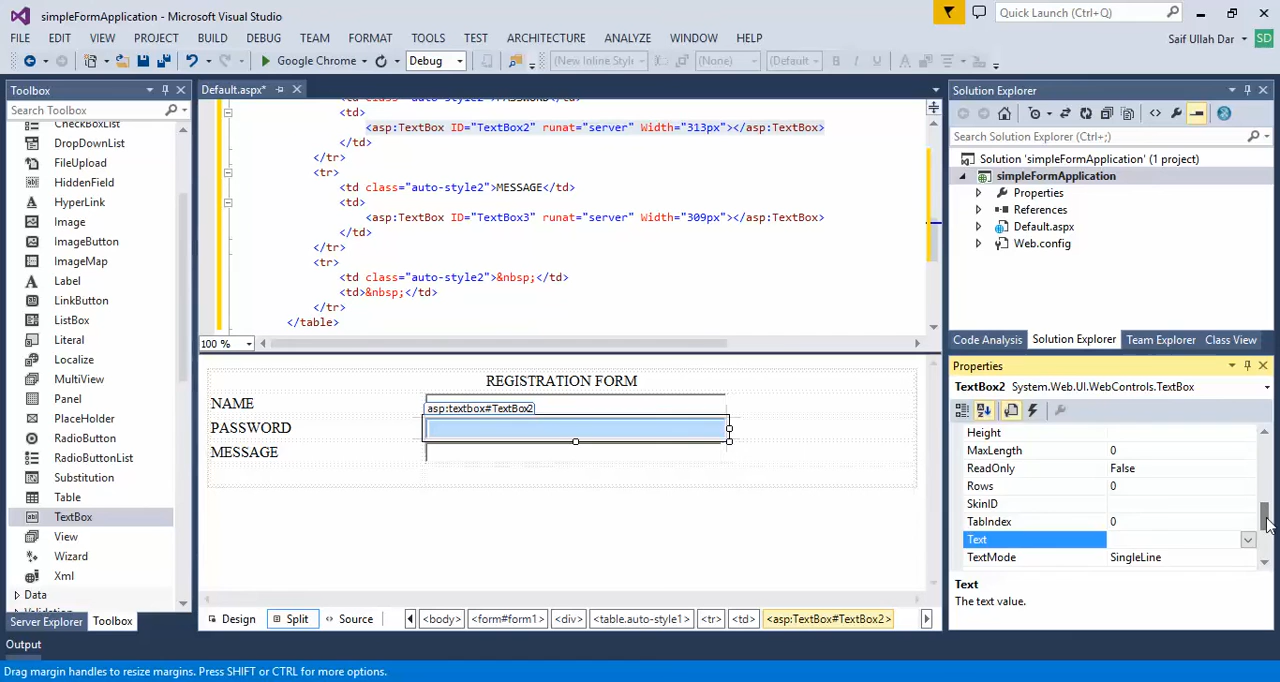 simpleFormApplication - Microsoft Visual Studio
Quick Launch (Ctrl+Q)
FILE EDIT VIEW PROJECT BUILD DEBUG TEAM FORMAT TOOLS TEST ARCHITECTURE ANALYZE WINDOW HELP
Saif Ullah Dar SD
Google Chrome Debug (New Inline Style (None) (Default B I U A
Toolbox
Search Toolbox
CheckBoxList
DropDownList
FileUpload
HiddenField
HyperLink
Image
ImageButton
ImageMap
Label
LinkButton
ListBox
Literal
Localize
MultiView
Panel
PlaceHolder
RadioButton
RadioButtonList
Substitution
Table
TextBox
View
Wizard
Xml
Data
Server Explorer Toolbox
Output
Default.aspx*
<td class="auto-style2">PASSWORD</td>
<td>
<asp:TextBox ID="TextBox2" runat="server" Width="313px"></asp:TextBox>
</td>
</tr>
<tr>
<td class="auto-style2">MESSAGE</td>
<td>
<asp:TextBox ID="TextBox3" runat="server" Width="309px"></asp:TextBox>
</td>
</tr>
<tr>
<td class="auto-style2">&nbsp;</td>
<td>&nbsp;</td>
</tr>
</table>
100 %
REGISTRATION FORM
NAME
asp:textbox#TextBox2
PASSWORD
MESSAGE
Design Split Source <body> <form#form1> <div> <table.auto-style1> <tr> <td> <asp:TextBox#TextBox2>
Solution Explorer
Search Solution Explorer (Ctrl+;)
Solution 'simpleFormApplication' (1 project)
simpleFormApplication
Properties
References
Default.aspx
Web.config
Code Analysis Solution Explorer Team Explorer Class View
Properties
TextBox2 System.Web.UI.WebControls.TextBox
Height
MaxLength 0
ReadOnly False
Rows 0
SkinID
TabIndex 0
Text
TextMode SingleLine
Text
The text value.
Drag margin handles to resize margins. Press SHIFT or CTRL for more options.